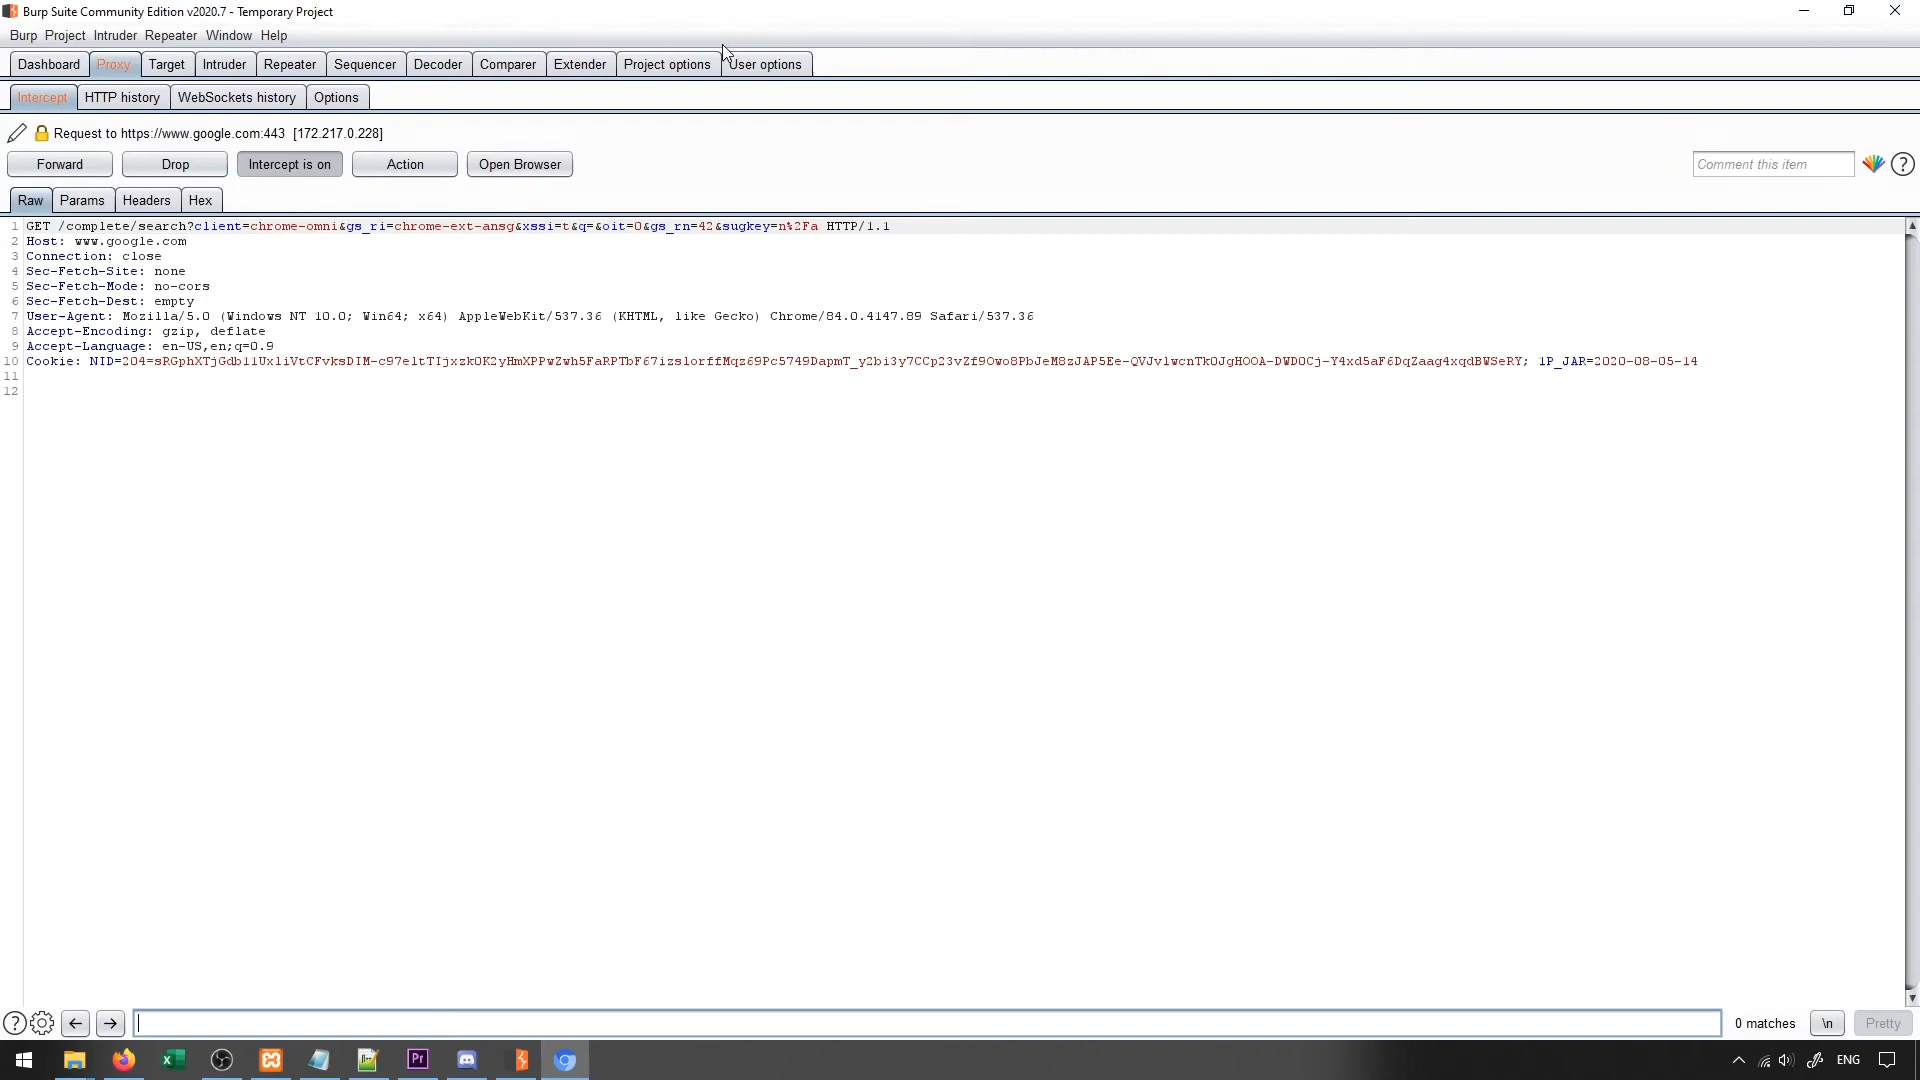 Burp Suite Community Edition v2020.7 - Temporary Project
Burp Project Intruder Repeater Window Help
Dashboard Proxy Target Intruder Repeater Sequencer Decoder Comparer Extender Project options User options
Intercept HTTP history WebSockets history Options
Request to https://www.google.com:443 [172.217.0.228]
Forward Drop Intercept is on Action Open Browser Comment this item ?
Raw Params Headers Hex
1 GET /complete/search?client=chrome-omni&gs_ri=chrome-ext-ansg&xssi=t&q=&oit=0&gs_rn=42&sugkey=n%2Fa HTTP/1.1
2 Host: www.google.com
3 Connection: close
4 Sec-Fetch-Site: none
5 Sec-Fetch-Mode: no-cors
6 Sec-Fetch-Dest: empty
7 User-Agent: Mozilla/5.0 (Windows NT 10.0; Win64; x64) AppleWebKit/537.36 (KHTML, like Gecko) Chrome/84.0.4147.89 Safari/537.36
8 Accept-Encoding: gzip, deflate
9 Accept-Language: en-US,en;q=0.9
10 Cookie: 1P_JAR=2020-08-05-14
11
12
? 0 matches \n Pretty
Pr ENG